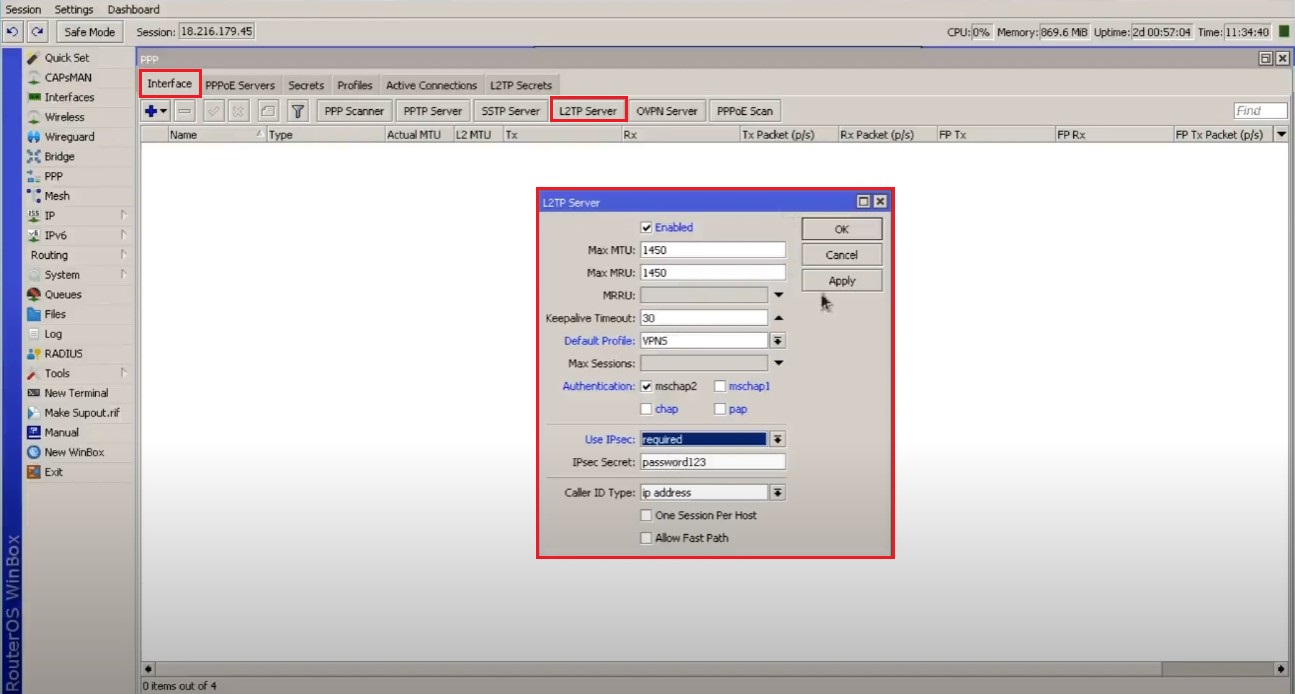 Session Settings Dashboard
Safe Mode Session: 18.216.179.45 CPU: 0% Memory: 869.6 MiB Uptime: 2d 00:57:04 Time: 11:34:40
Quick Set
CAPsMAN
Interfaces
Wireless
Wireguard
Bridge
PPP
Mesh
IP
IPv6
Routing
System
Queues
Files
Log
RADIUS
Tools
New Terminal
Make Supout.rif
Manual
New WinBox
Exit
RouterOS WinBox
PPP
Interface PPPoE Servers Secrets Profiles Active Connections L2TP Secrets
PPP Scanner PPTP Server SSTP Server L2TP Server OVPN Server PPPoE Scan Find
Name Type Actual MTU L2 MTU Tx Rx Tx Packet (p/s) Rx Packet (p/s) FP Tx FP Rx FP Tx Packet (p/s)
L2TP Server
Enabled OK
Max MTU: 1450 Cancel
Max MRU: 1450 Apply
MRRU:
Keepalive Timeout: 30
Default Profile: VPNS
Max Sessions:
Authentication: mschap2 mschap1
chap pap
Use IPsec: required
IPsec Secret: password123
Caller ID Type: ip address
One Session Per Host
Allow Fast Path
0 items out of 4